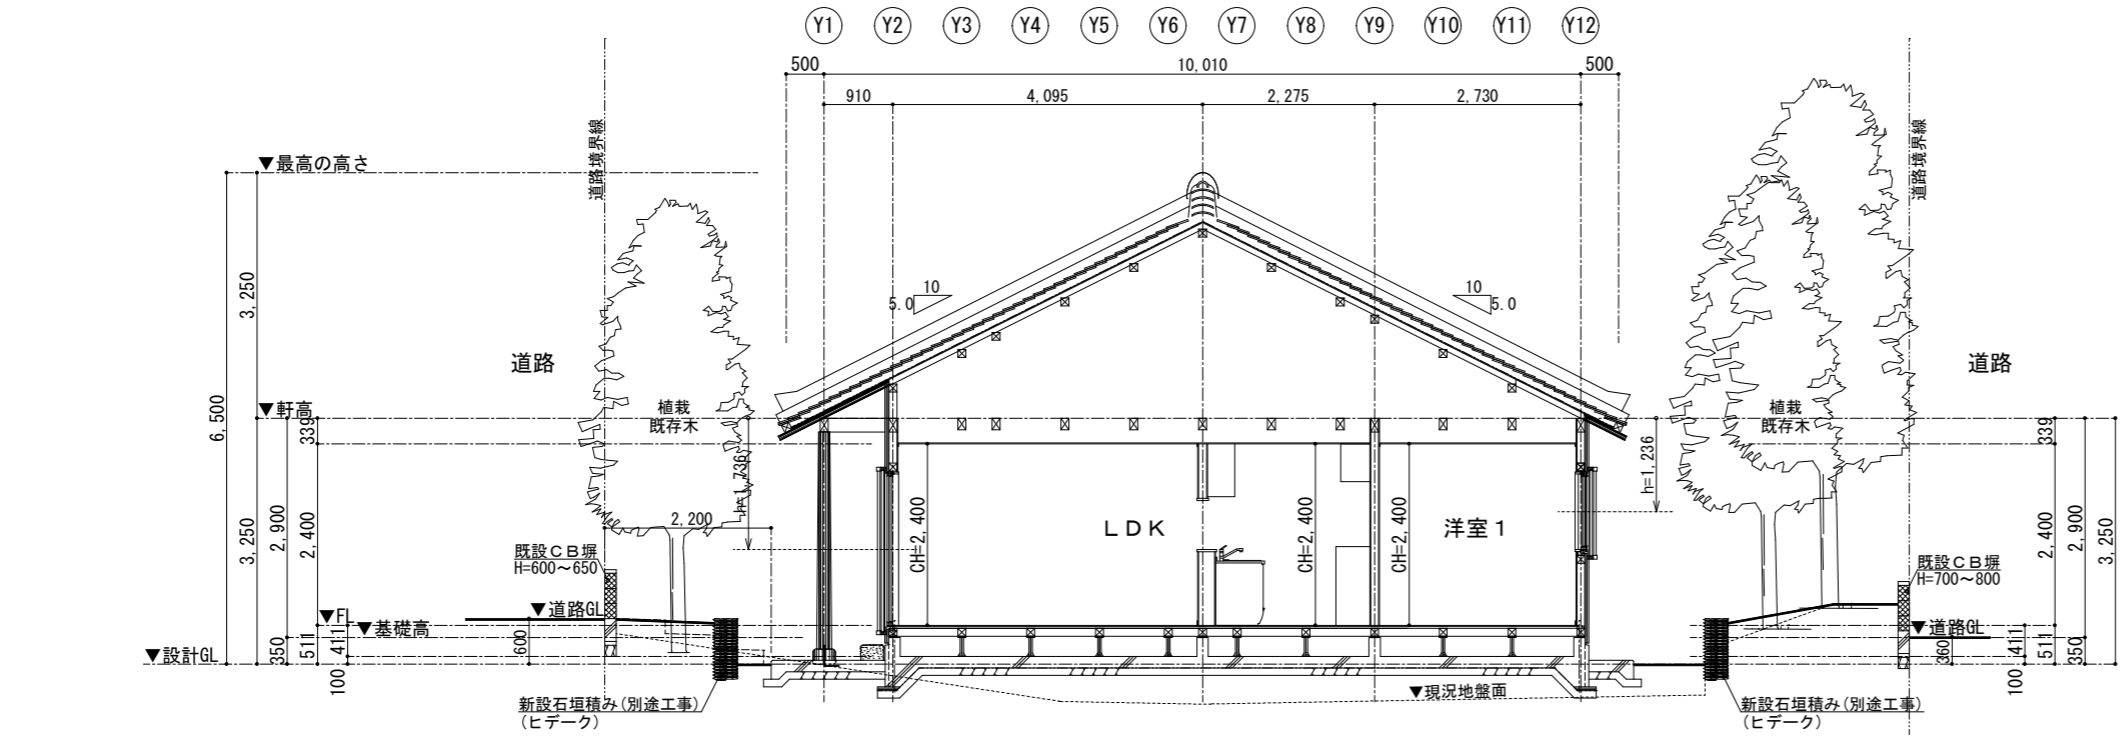 Y1 Y2 Y3 Y4 Y5 Y6 Y7 Y8 Y9 Y10 Y11 Y12
500 10,010 500
910 4,095 2,275 2,730
道路境界線
道路境界線
▼最高の高さ
3,250
6,500
10
5.0
10
5.0
道路
道路
▼軒高
植栽
既存木
植栽
既存木
339
339
h=1,736
h=1,236
2,200
3,250
2,900
2,400
CH=2,400
LDK
CH=2,400
CH=2,400
洋室1
2,400
2,900
3,250
既設CB塀
H=600～650
既設CB塀
H=700～800
▼FL
▼道路GL
▼基礎高
▼道路GL
▼設計GL
350
511
411
100
600
360
411
511
350
100
▼現況地盤面
新設石垣積み(別途工事)
(ヒデーク)
新設石垣積み(別途工事)
(ヒデーク)